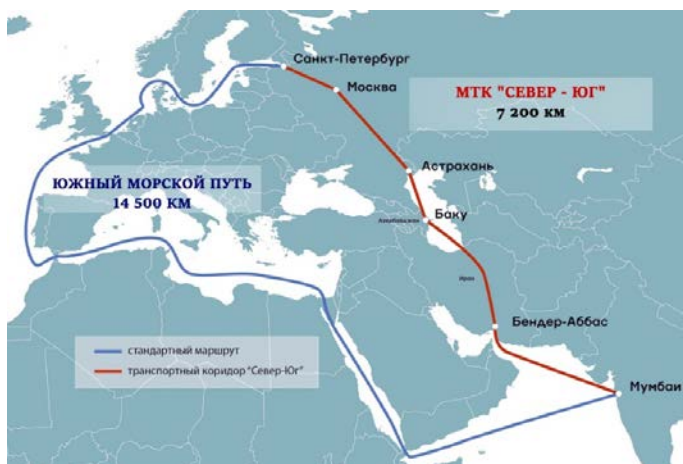 Санкт-Петербург
Москва
МТК "СЕВЕР - ЮГ"
7 200 КМ
Астрахань
ЮЖНЫЙ МОРСКОЙ ПУТЬ
14 500 КМ
Баку
Иран
Бендер-Аббас
стандартный маршрут
транспортный коридор "Север-Юг"
Мумбаи